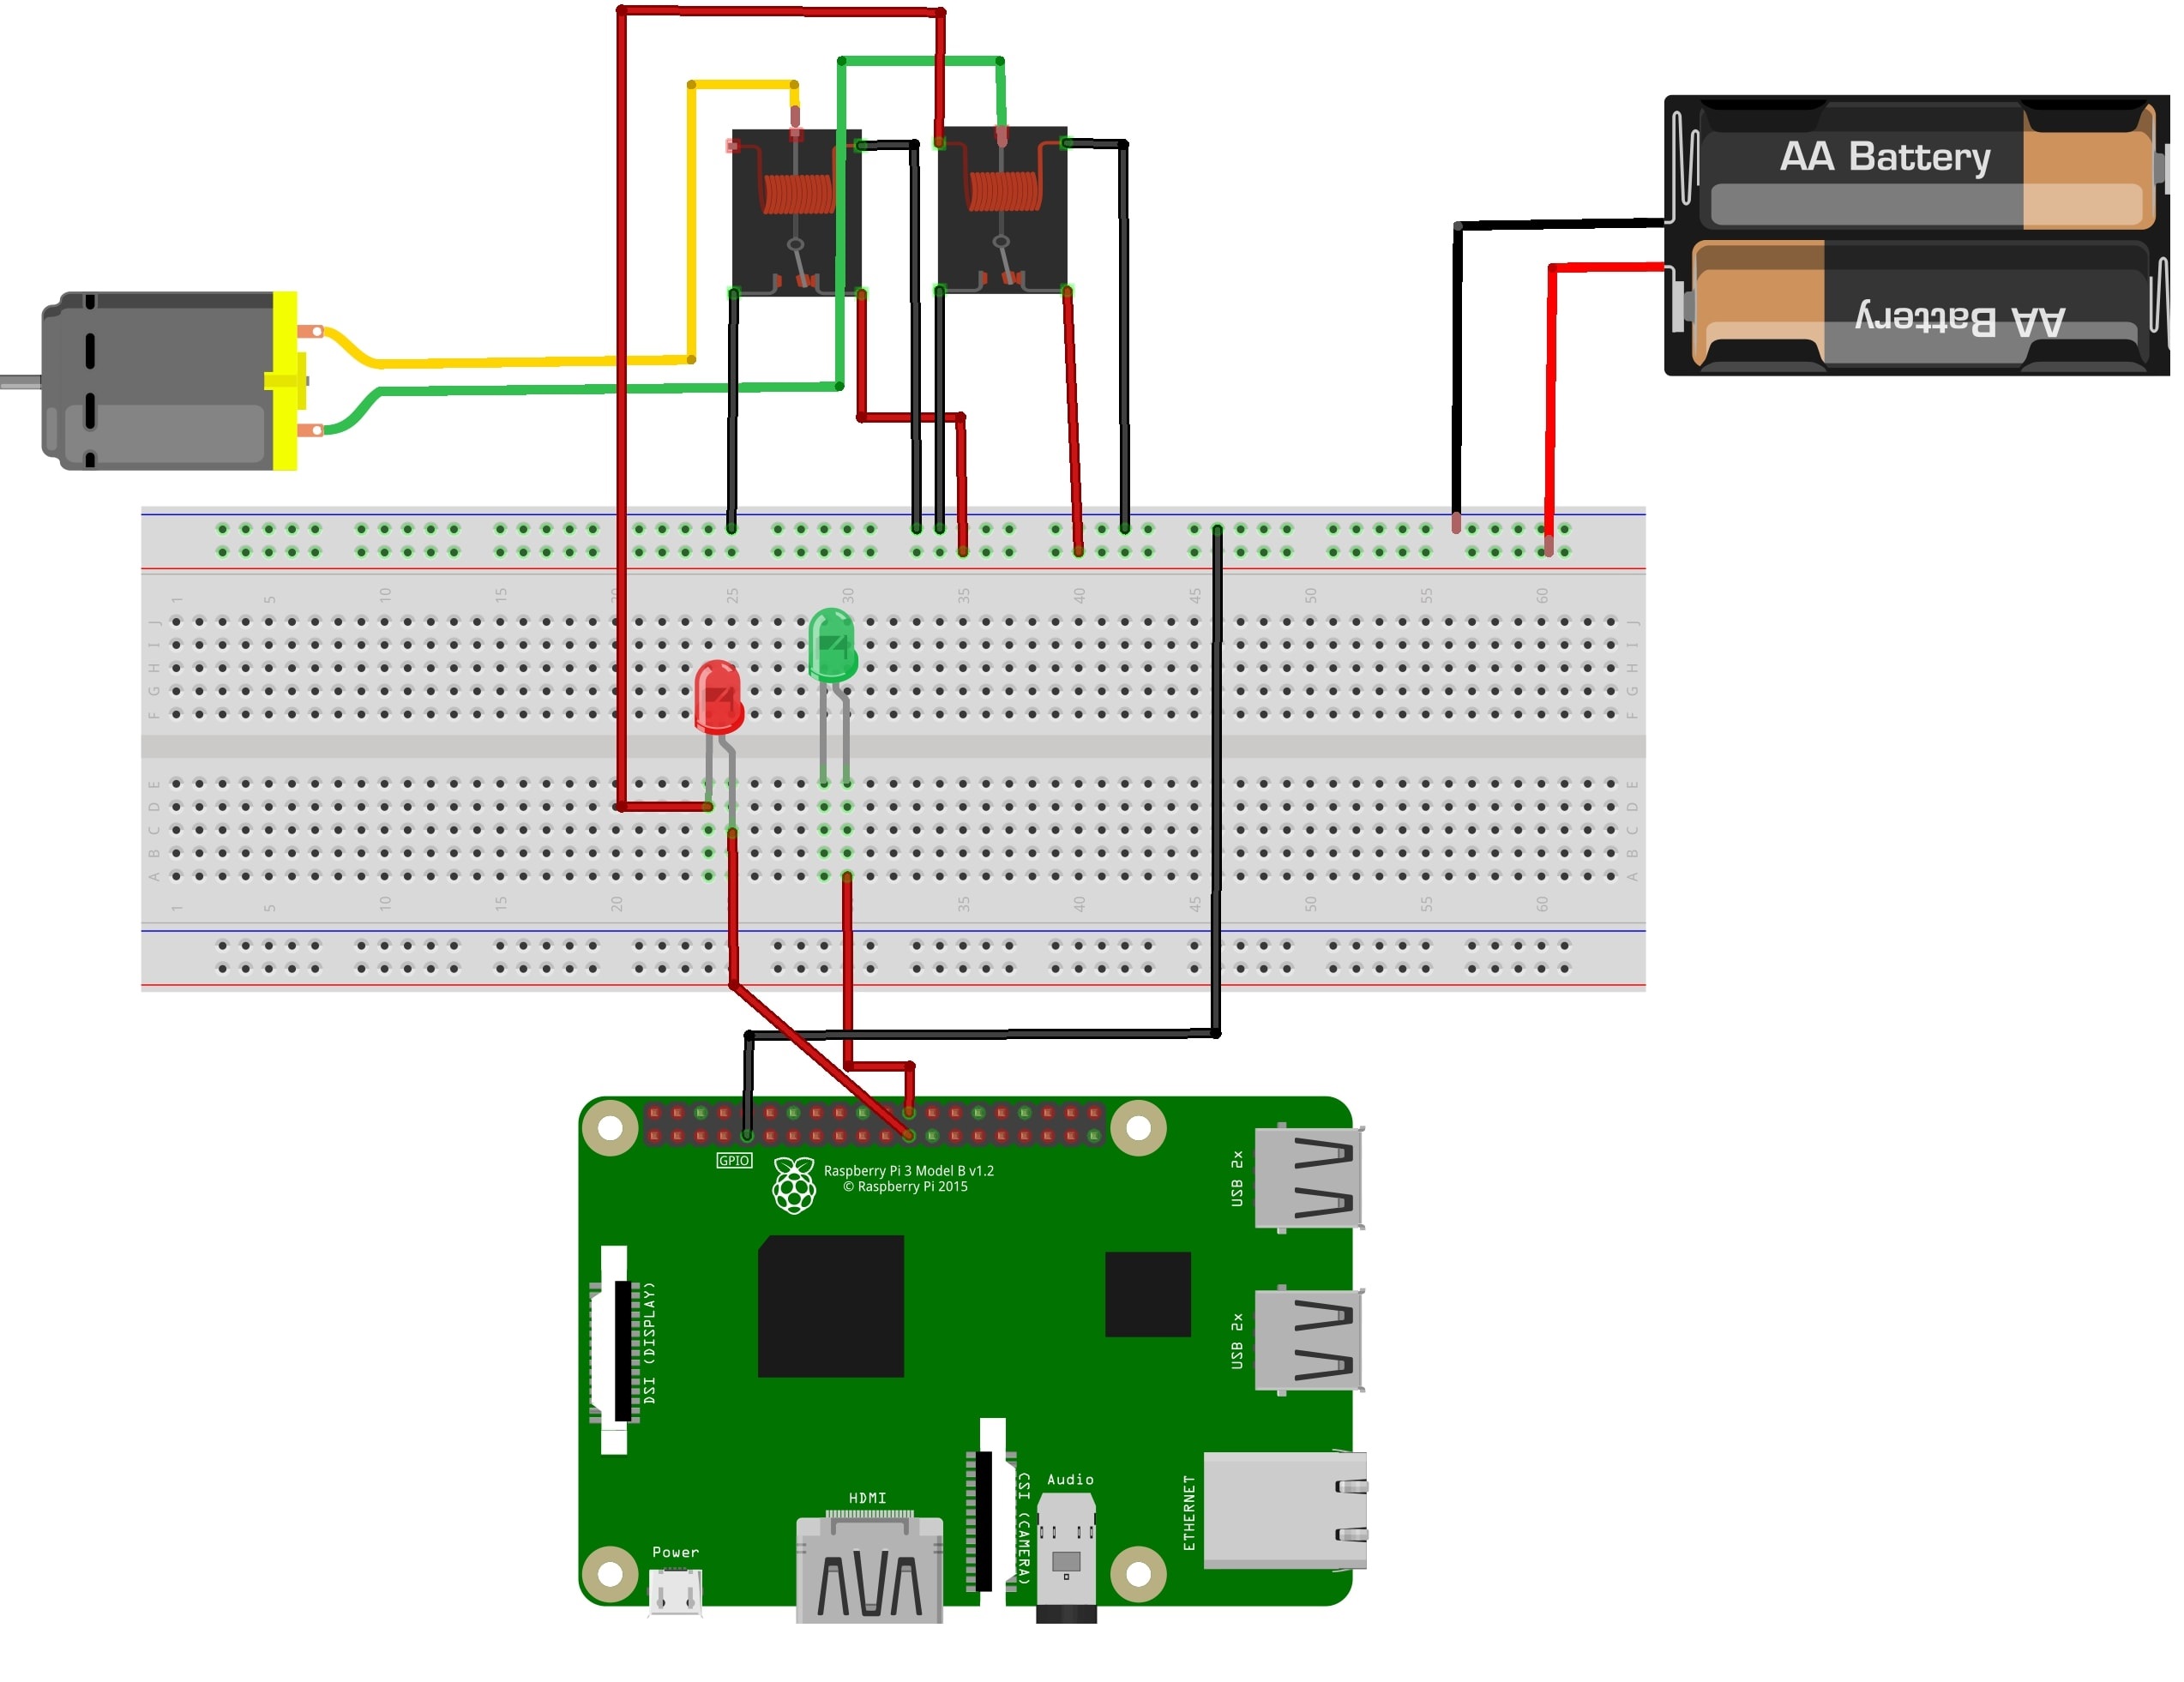 AA Battery
AA Battery
1 5 10 15 20 25 30 35 40 45 50 55 60
J J
I I
H H
G G
F F
E E
D D
C C
B B
A A
1 5 10 15 20 35 40 45 50 55 60
GPIO
Raspberry Pi 3 Model B v1.2
© Raspberry Pi 2015
USB 2x
DSI (DISPLAY)
USB 2x
HDMI
CSI (CAMERA)
Audio
ETHERNET
Power